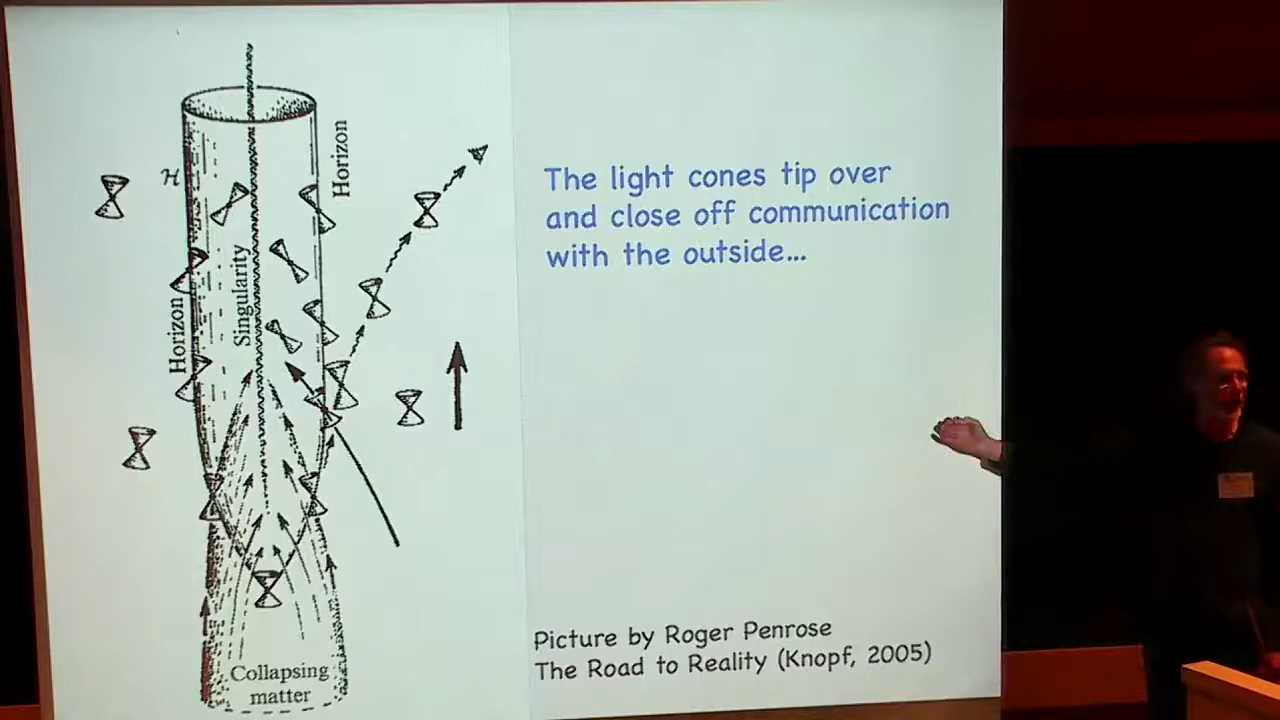 ℋ
Horizon
Singularity
Horizon
Collapsing
matter
The light cones tip over
and close off communication
with the outside...
Picture by Roger Penrose
The Road to Reality (Knopf, 2005)